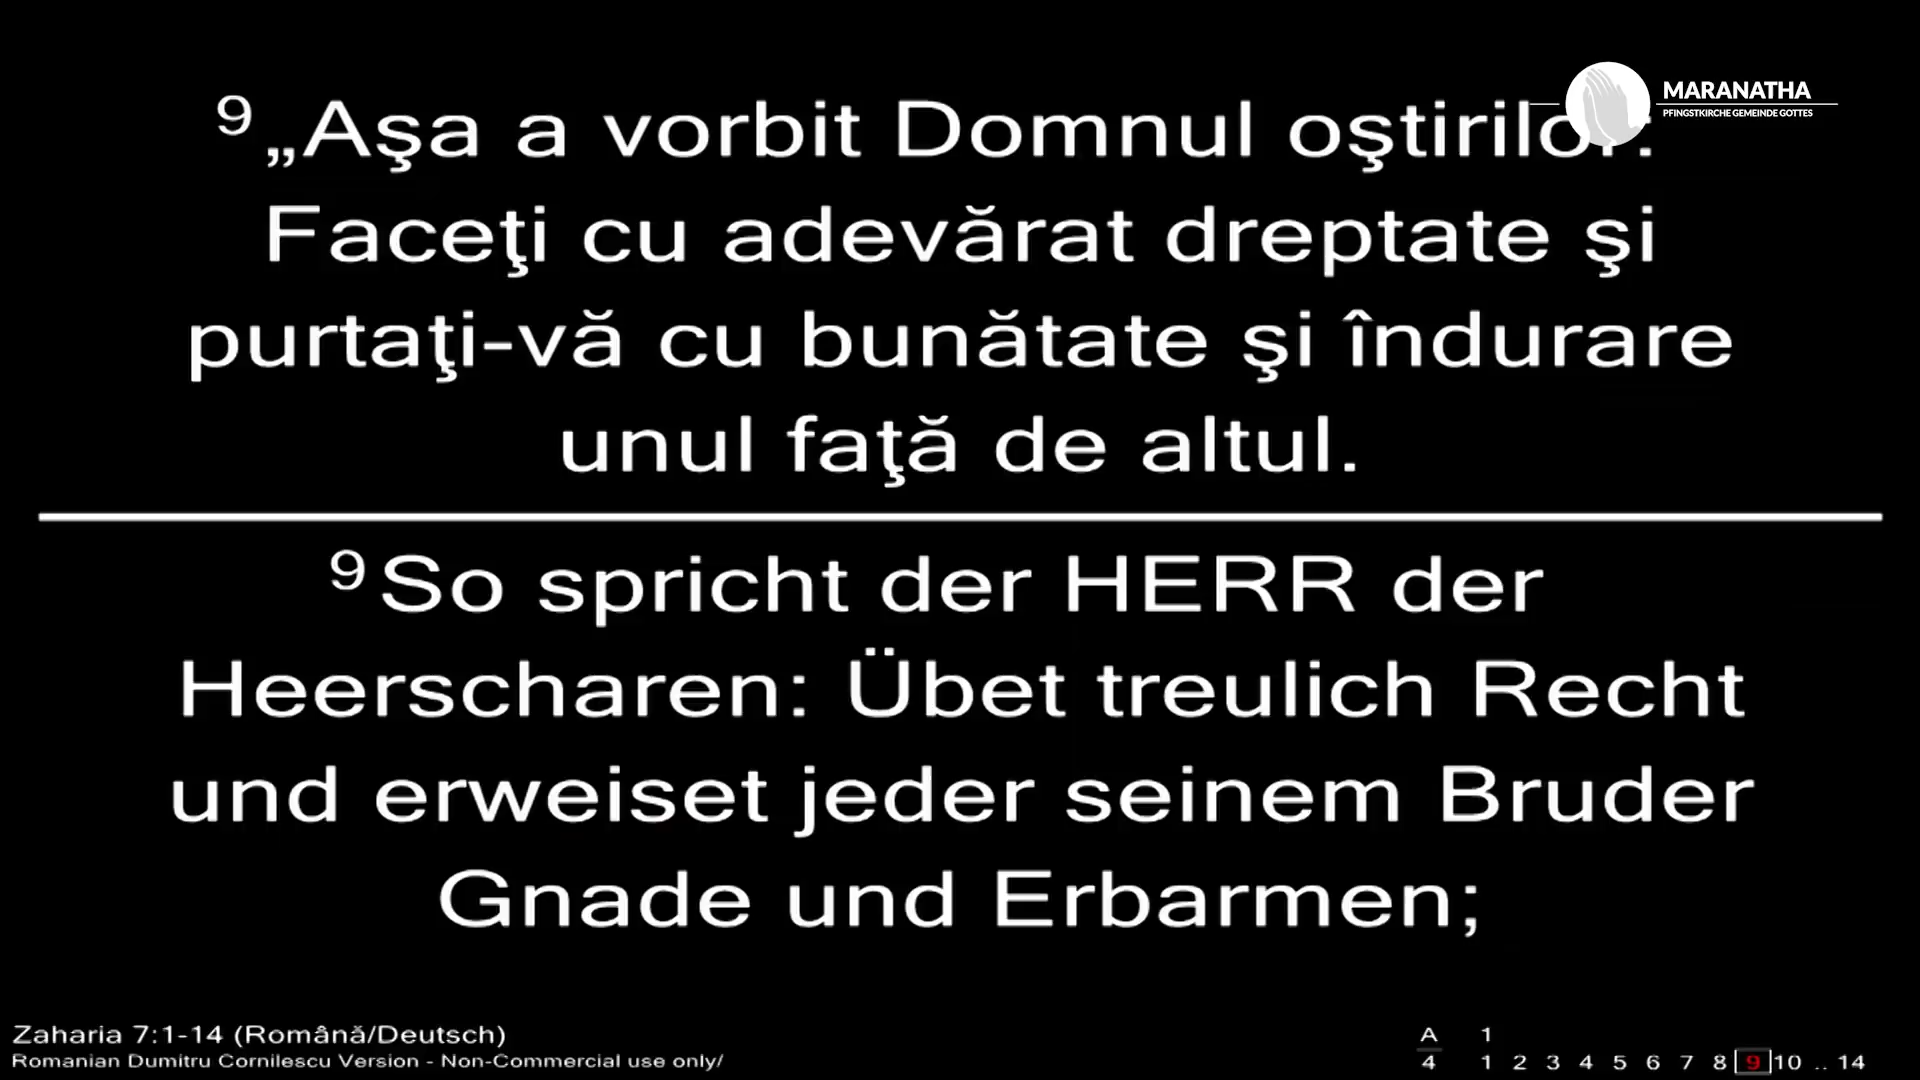 9 „Aşa a vorbit Domnul oştirilor:
Faceţi cu adevărat dreptate şi
purtaţi-vă cu bunătate şi îndurare
unul faţă de altul.
9 So spricht der HERR der
Heerscharen: Übet treulich Recht
und erweiset jeder seinem Bruder
Gnade und Erbarmen;
MARANATHA
PFINGSTKIRCHE GEMEINDE GOTTES
Zaharia 7:1-14 (Română/Deutsch)
Romanian Dumitru Cornilescu Version - Non-Commercial use only/
A 1
4 1 2 3 4 5 6 7 8 9 10 .. 14